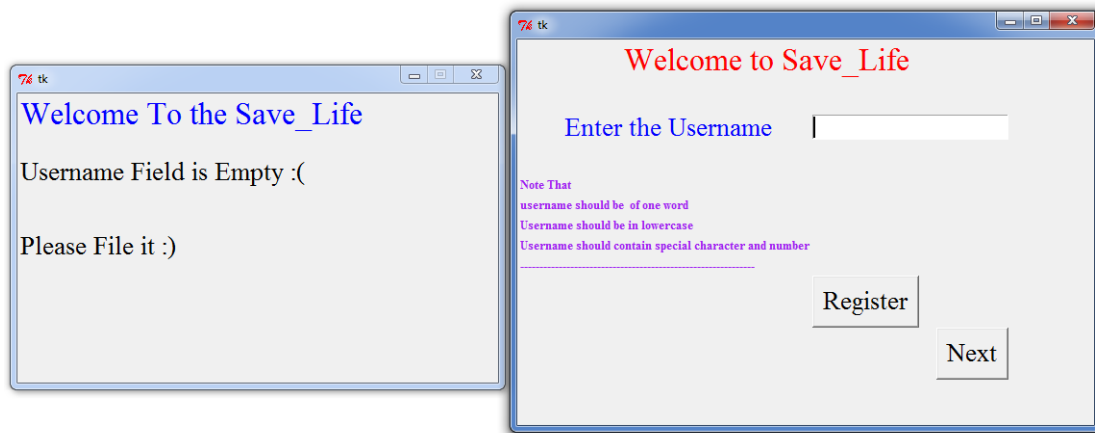 tk
Welcome To the Save_Life
Username Field is Empty :(
Please File it :)
tk
Welcome to Save_Life
Enter the Username
Note That
username should be  of one word
Username should be in lowercase
Username should contain special character and number
------------------------------------------------------------
Register
Next